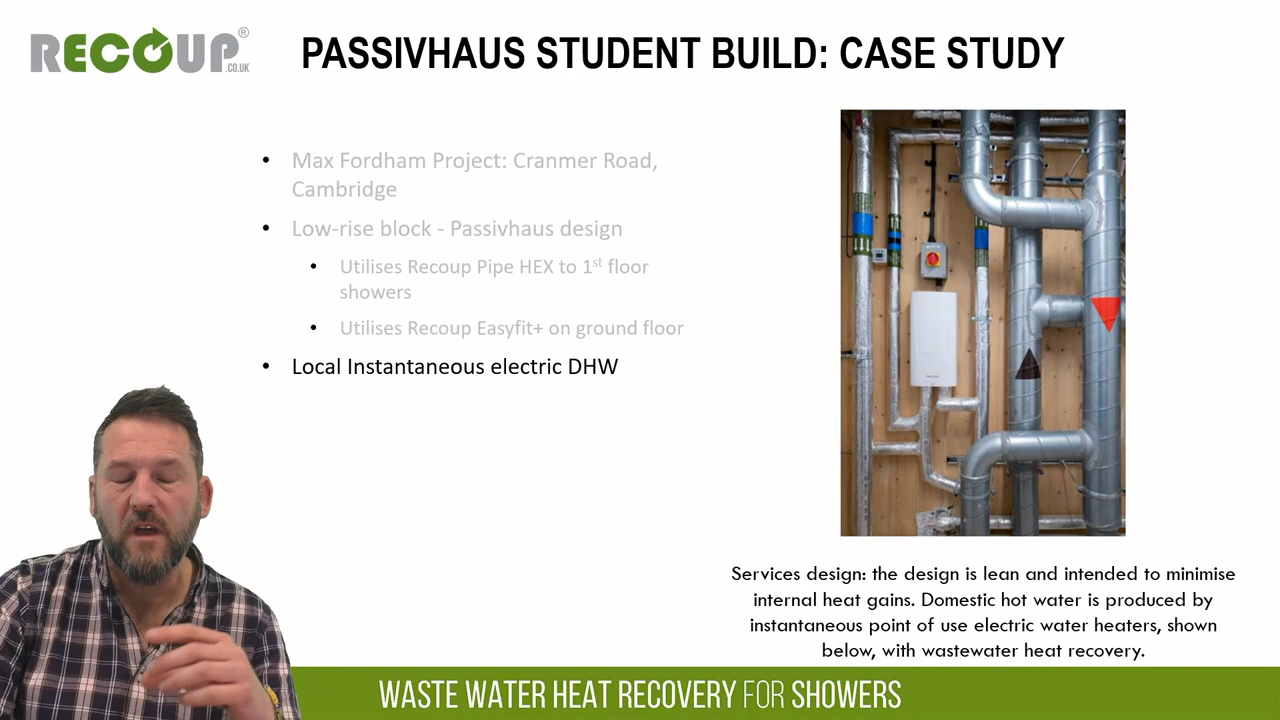 RECOUP®
.CO.UK
PASSIVHAUS STUDENT BUILD: CASE STUDY
• Max Fordham Project: Cranmer Road,
Cambridge
• Low-rise block - Passivhaus design
• Utilises Recoup Pipe HEX to 1st floor
showers
• Utilises Recoup Easyfit+ on ground floor
• Local Instantaneous electric DHW
Services design: the design is lean and intended to minimise
internal heat gains. Domestic hot water is produced by
instantaneous point of use electric water heaters, shown
below, with wastewater heat recovery.
WASTE WATER HEAT RECOVERY FOR SHOWERS